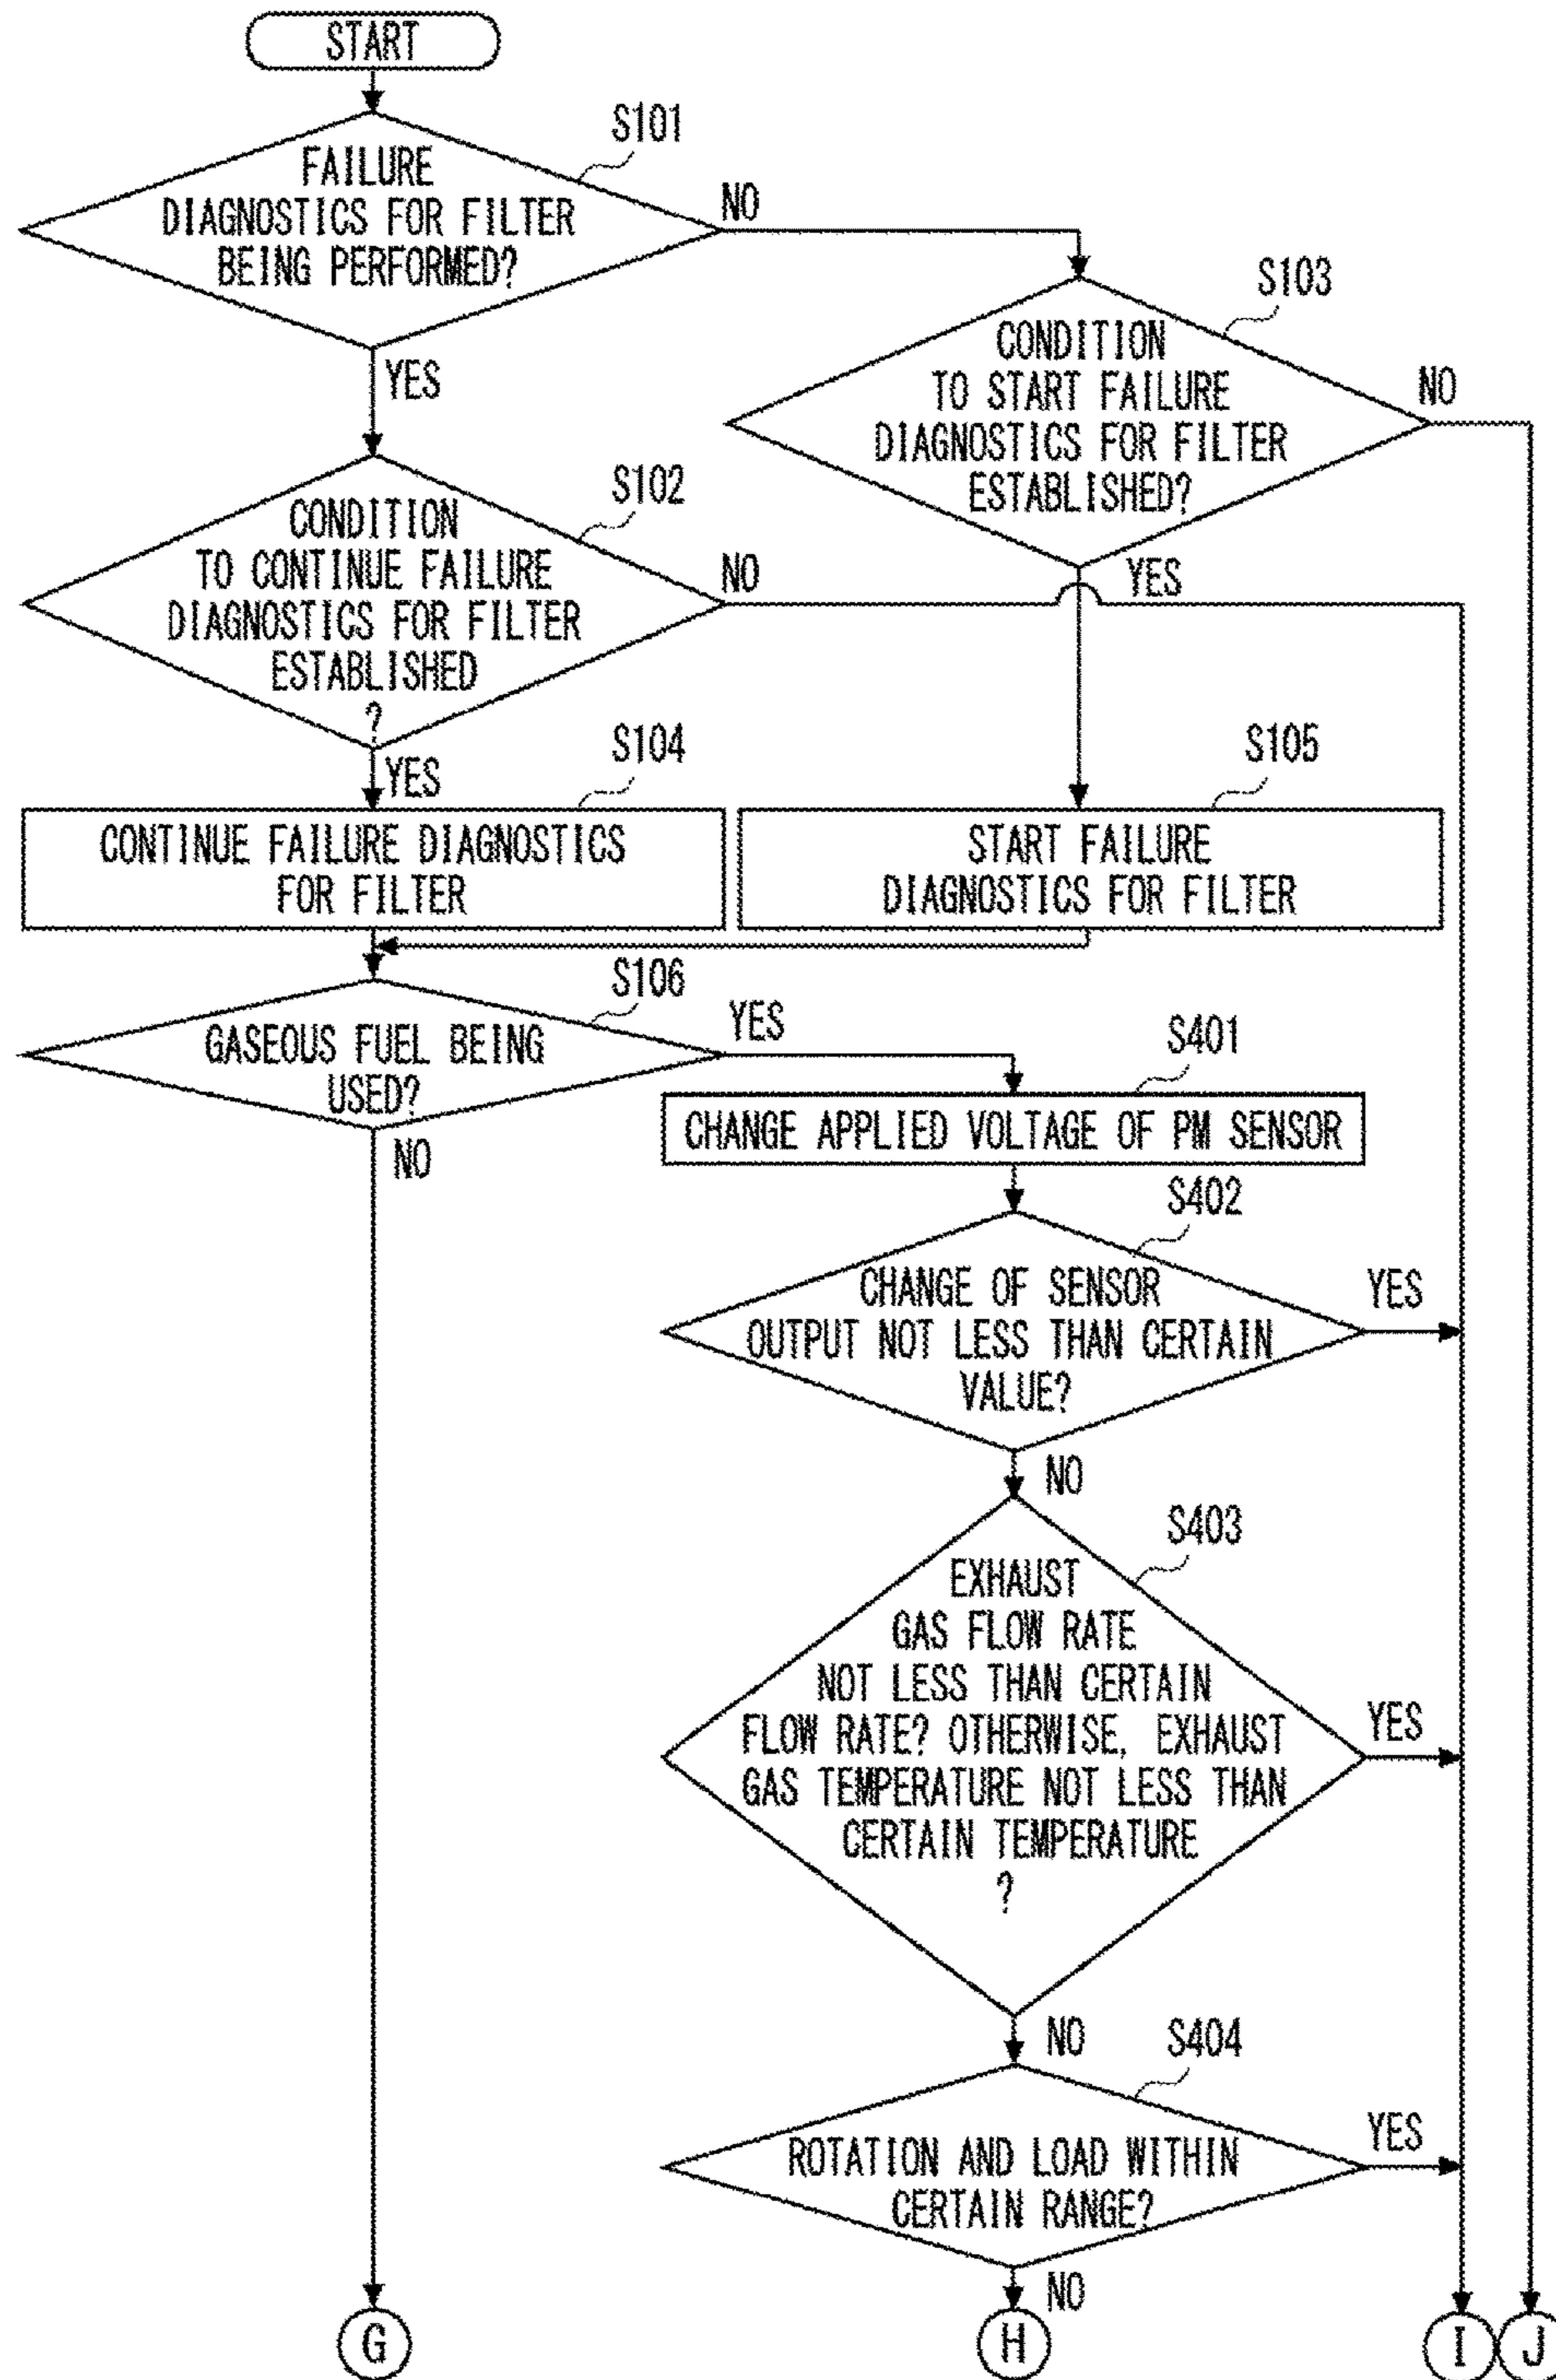 START
S101
FAILURE
DIAGNOSTICS FOR FILTER
BEING PERFORMED?
NO
YES
S103
CONDITION
TO START FAILURE
DIAGNOSTICS FOR FILTER
ESTABLISHED?
NO
YES
S102
CONDITION
TO CONTINUE FAILURE
DIAGNOSTICS FOR FILTER
ESTABLISHED
?
NO
YES
S104
CONTINUE FAILURE DIAGNOSTICS
FOR FILTER
S105
START FAILURE
DIAGNOSTICS FOR FILTER
S106
GASEOUS FUEL BEING
USED?
YES
NO
S401
CHANGE APPLIED VOLTAGE OF PM SENSOR
S402
CHANGE OF SENSOR
OUTPUT NOT LESS THAN CERTAIN
VALUE?
YES
NO
S403
EXHAUST
GAS FLOW RATE
NOT LESS THAN CERTAIN
FLOW RATE? OTHERWISE, EXHAUST
GAS TEMPERATURE NOT LESS THAN
CERTAIN TEMPERATURE
?
YES
NO
S404
ROTATION AND LOAD WITHIN
CERTAIN RANGE?
YES
NO
G
H
I
J